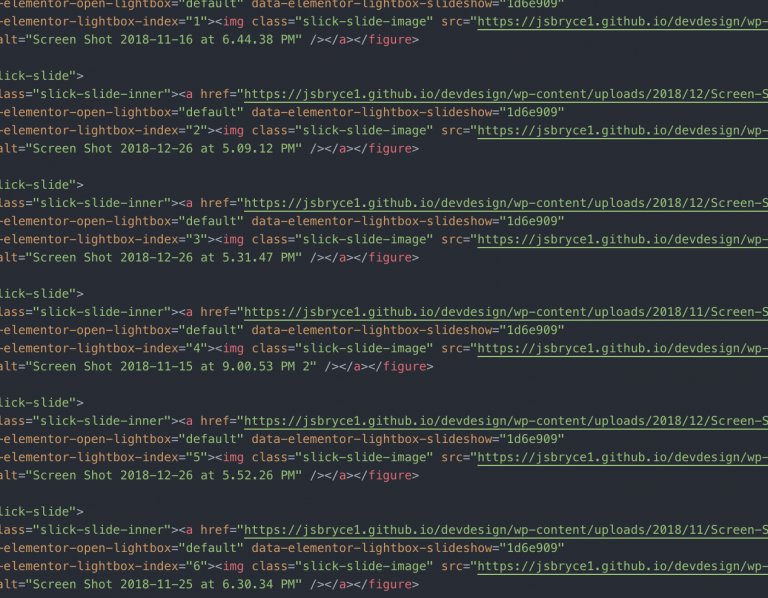 -elementor-open-lightbox="default" data-elementor-lightbox-slideshow="1d6e909"
-elementor-lightbox-index="1"><img class="slick-slide-image" src="https://jsbryce1.github.io/devdesign/wp-
alt="Screen Shot 2018-11-16 at 6.44.38 PM" /></a></figure>
lick-slide">
lass="slick-slide-inner"><a href="https://jsbryce1.github.io/devdesign/wp-content/uploads/2018/12/Screen-S
-elementor-open-lightbox="default" data-elementor-lightbox-slideshow="1d6e909"
-elementor-lightbox-index="2"><img class="slick-slide-image" src="https://jsbryce1.github.io/devdesign/wp-
alt="Screen Shot 2018-12-26 at 5.09.12 PM" /></a></figure>
lick-slide">
lass="slick-slide-inner"><a href="https://jsbryce1.github.io/devdesign/wp-content/uploads/2018/12/Screen-S
-elementor-open-lightbox="default" data-elementor-lightbox-slideshow="1d6e909"
-elementor-lightbox-index="3"><img class="slick-slide-image" src="https://jsbryce1.github.io/devdesign/wp-
alt="Screen Shot 2018-12-26 at 5.31.47 PM" /></a></figure>
lick-slide">
lass="slick-slide-inner"><a href="https://jsbryce1.github.io/devdesign/wp-content/uploads/2018/11/Screen-S
-elementor-open-lightbox="default" data-elementor-lightbox-slideshow="1d6e909"
-elementor-lightbox-index="4"><img class="slick-slide-image" src="https://jsbryce1.github.io/devdesign/wp-
alt="Screen Shot 2018-11-15 at 9.00.53 PM 2" /></a></figure>
lick-slide">
lass="slick-slide-inner"><a href="https://jsbryce1.github.io/devdesign/wp-content/uploads/2018/12/Screen-S
-elementor-open-lightbox="default" data-elementor-lightbox-slideshow="1d6e909"
-elementor-lightbox-index="5"><img class="slick-slide-image" src="https://jsbryce1.github.io/devdesign/wp-
alt="Screen Shot 2018-12-26 at 5.52.26 PM" /></a></figure>
lick-slide">
lass="slick-slide-inner"><a href="https://jsbryce1.github.io/devdesign/wp-content/uploads/2018/11/Screen-S
-elementor-open-lightbox="default" data-elementor-lightbox-slideshow="1d6e909"
-elementor-lightbox-index="6"><img class="slick-slide-image" src="https://jsbryce1.github.io/devdesign/wp-
alt="Screen Shot 2018-11-25 at 6.30.34 PM" /></a></figure>